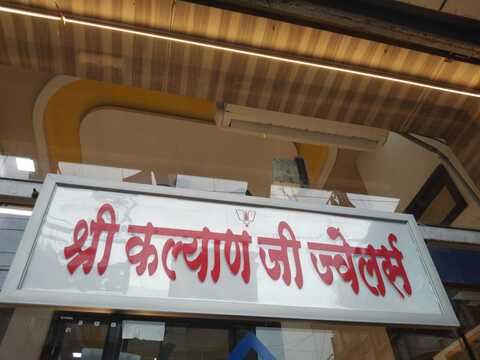 श्री कल्याण जी ज्वेलर्स